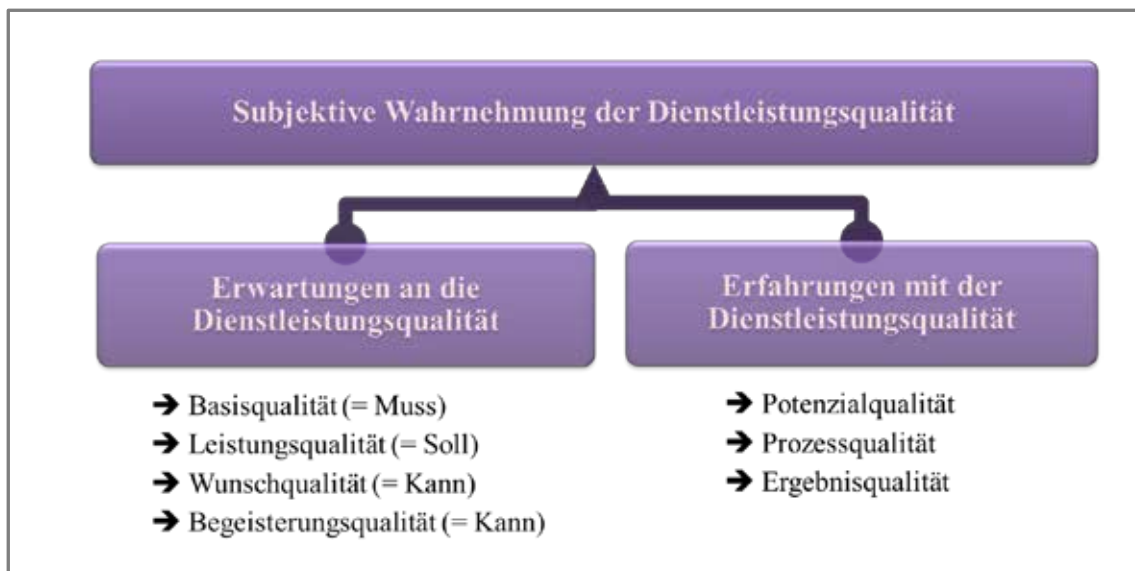 Subjektive Wahrnehmung der Dienstleistungsqualität
Erwartungen an die
Dienstleistungsqualität
➔ Basisqualität (= Muss)
➔ Leistungsqualität (= Soll)
➔ Wunschqualität (= Kann)
➔ Begeisterungsqualität (= Kann)
Erfahrungen mit der
Dienstleistungsqualität
➔ Potenzialqualität
➔ Prozessqualität
➔ Ergebnisqualität